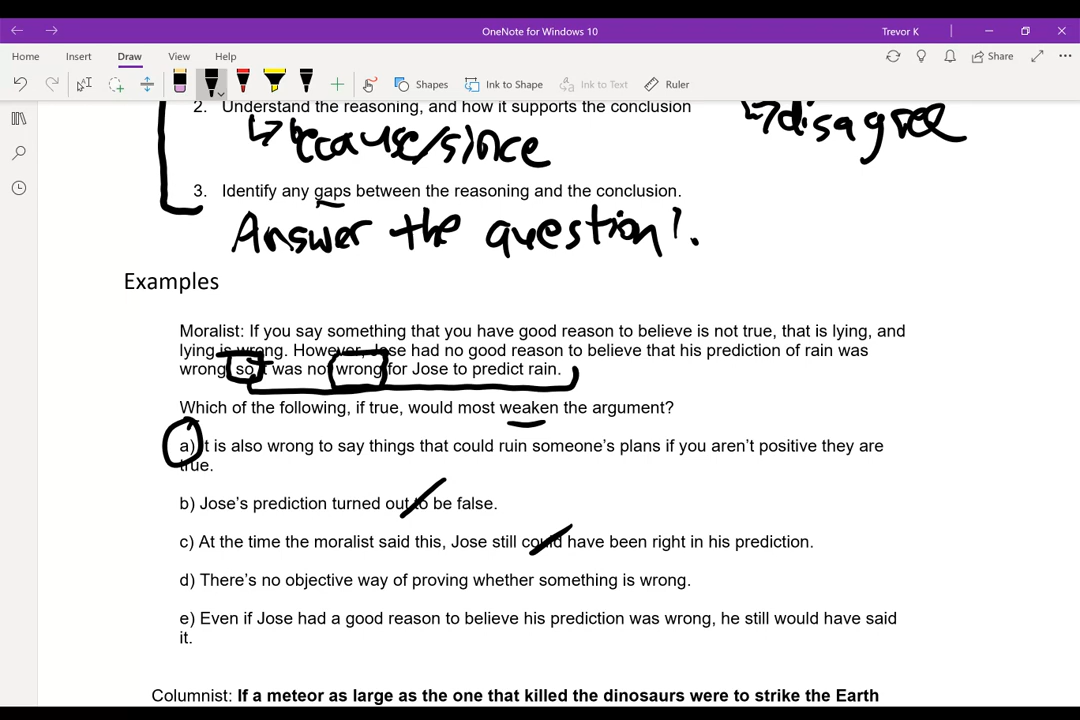 OneNote for Windows 10
Trevor K
Home Insert Draw View Help
Share
Shapes Ink to Shape Ink to Text Ruler
2. Understand the reasoning, and how it supports the conclusion
↳ because/since
↳ disagree
3. Identify any gaps between the reasoning and the conclusion.
Answer the question!.
Examples
Moralist: If you say something that you have good reason to believe is not true, that is lying, and
lying is wrong. However, Jose had no good reason to believe that his prediction of rain was
wrong so it was not wrong for Jose to predict rain.
Which of the following, if true, would most weaken the argument?
a) It is also wrong to say things that could ruin someone's plans if you aren't positive they are
true.
b) Jose's prediction turned out to be false.
c) At the time the moralist said this, Jose still could have been right in his prediction.
d) There's no objective way of proving whether something is wrong.
e) Even if Jose had a good reason to believe his prediction was wrong, he still would have said
it.
Columnist: If a meteor as large as the one that killed the dinosaurs were to strike the Earth